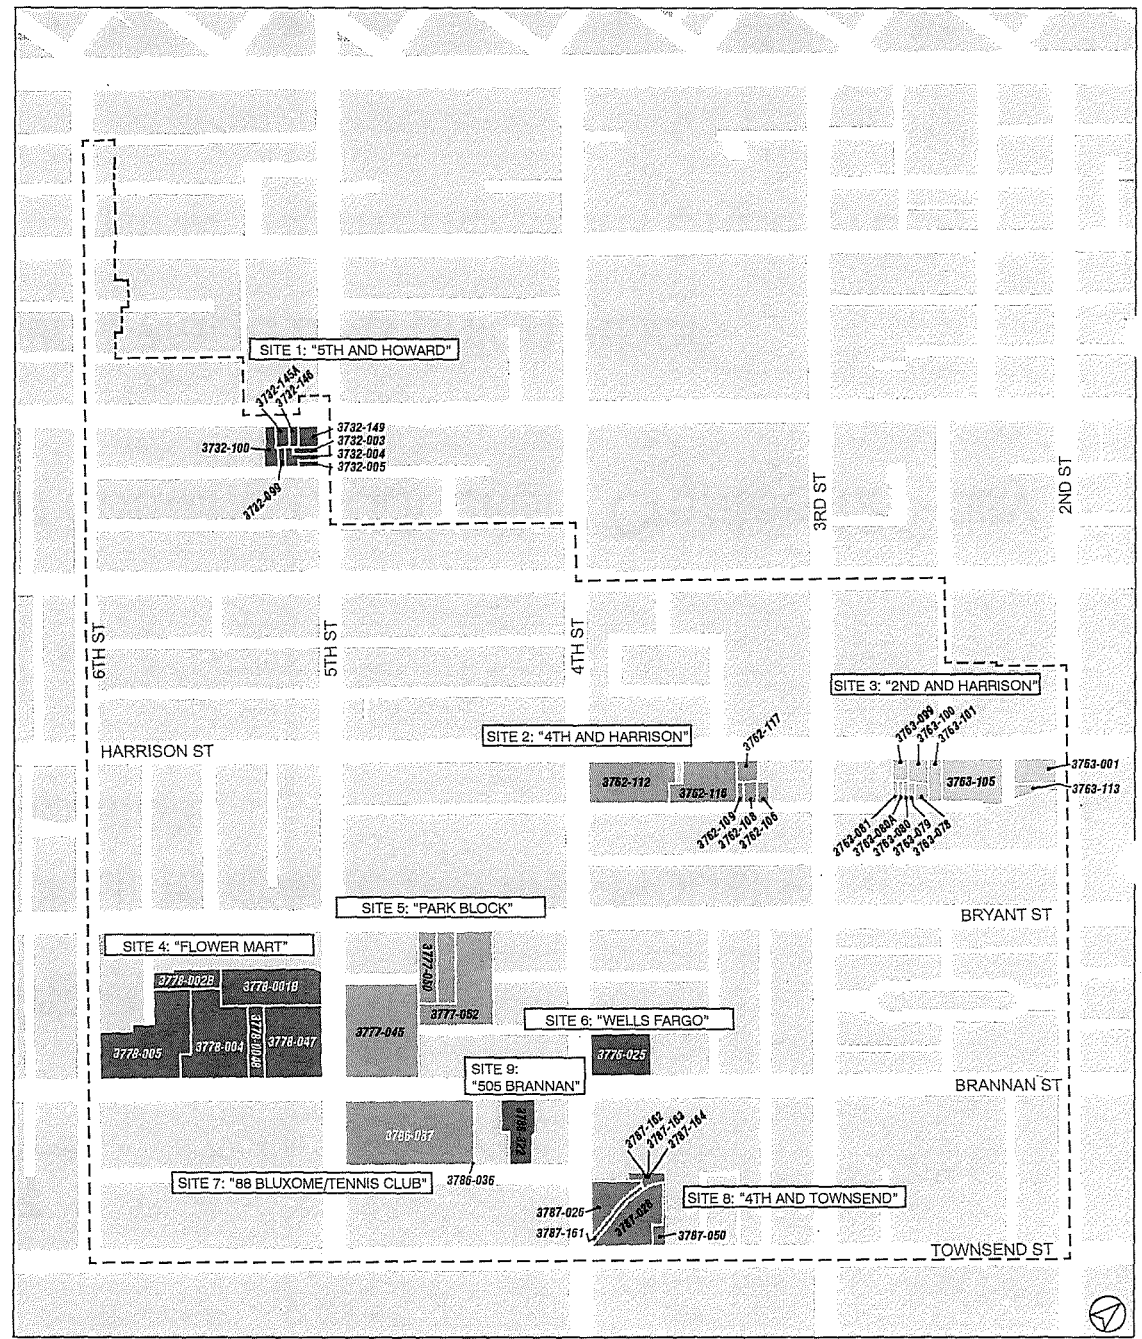 SITE 1: "5TH AND HOWARD"
3732-145A
3732-146
3732-149
3732-003
3732-100
3732-004
3732-005
3732-099
3RD ST
2ND ST
6TH ST
5TH ST
4TH ST
SITE 3: "2ND AND HARRISON"
3763-099
3763-100
3763-101
SITE 2: "4TH AND HARRISON"
3762-117
HARRISON ST
3762-112
3762-116
3763-105
3763-001
3763-113
3762-109
3762-108
3762-106
3763-081
3763-080A
3763-080
3763-079
3763-078
SITE 5: "PARK BLOCK"
BRYANT ST
SITE 4: "FLOWER MART"
3777-050
3778-002B
3778-001B
3777-052
SITE 6: "WELLS FARGO"
3777-045
3778-005
3778-004
3778-004B
3778-047
3776-025
SITE 9:
"505 BRANNAN"
BRANNAN ST
3786-037
3786-022
3787-162
3787-163
3787-164
SITE 7: "88 BLUXOME/TENNIS CLUB"
3786-036
SITE 8: "4TH AND TOWNSEND"
3787-026
3787-028
3787-161
3787-050
TOWNSEND ST